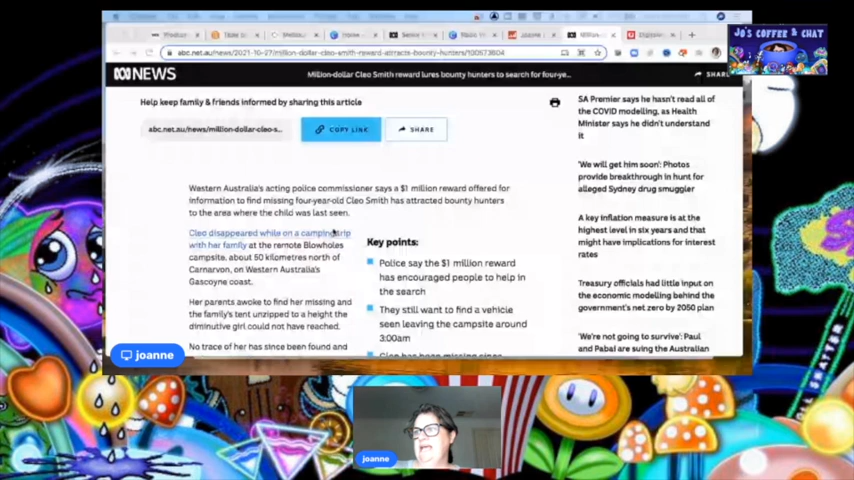 JO'S COFFEE & CHAT
abc.net.au/news/2021-10-27/million-dollar-cleo-smith-reward-attracts-bounty-hunters/100573804
NEWS
Million-dollar Cleo Smith reward lures bounty hunters to search for four-ye...
SHAR
Help keep family & friends informed by sharing this article
abc.net.au/news/million-dollar-cleo-s...
COPY LINK
SHARE
Western Australia's acting police commissioner says a $1 million reward offered for
information to find missing four-year-old Cleo Smith has attracted bounty hunters
to the area where the child was last seen.
Cleo disappeared while on a camping trip
with her family at the remote Blowholes
campsite, about 50 kilometres north of
Carnarvon, on Western Australia's
Gascoyne coast.
Her parents awoke to find her missing and
the family's tent unzipped to a height the
diminutive girl could not have reached.
No trace of her has since been found and
Key points:
Police say the $1 million reward
has encouraged people to help in
the search
They still want to find a vehicle
seen leaving the campsite around
3:00am
Cleo has been missing since
SA Premier says he hasn't read all of
the COVID modelling, as Health
Minister says he didn't understand
it
'We will get him soon': Photos
provide breakthrough in hunt for
alleged Sydney drug smuggler
A key inflation measure is at the
highest level in six years and that
might have implications for interest
rates
Treasury officials had little input on
the economic modelling behind the
government's net zero by 2050 plan
'We're not going to survive': Paul
and Pabai are suing the Australian
joanne
joanne